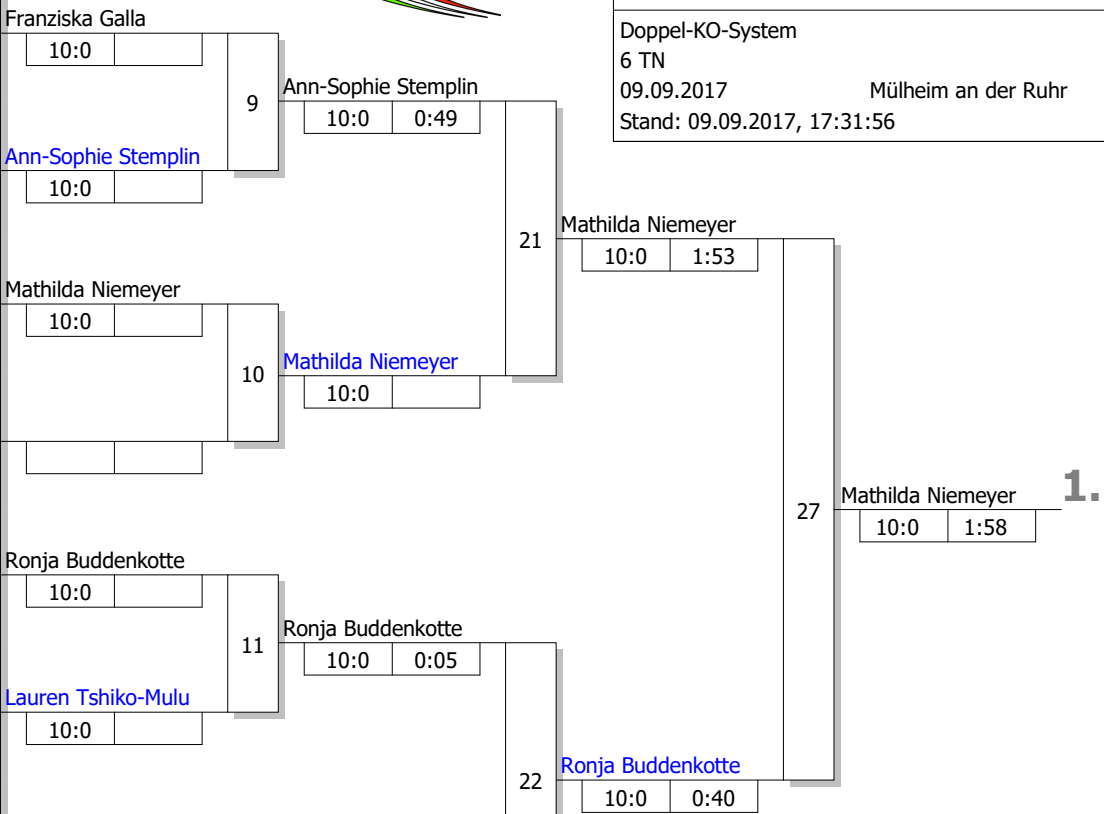 Franziska Galla
10:0
Doppel-KO-System
6 TN
09.09.2017 Mülheim an der Ruhr
Stand: 09.09.2017, 17:31:56
9
Ann-Sophie Stemplin
10:0 0:49
Ann-Sophie Stemplin
10:0
21
Mathilda Niemeyer
10:0 1:53
Mathilda Niemeyer
10:0
10
Mathilda Niemeyer
10:0
27
Mathilda Niemeyer 1.
10:0 1:58
Ronja Buddenkotte
10:0
11
Ronja Buddenkotte
10:0 0:05
Lauren Tshiko-Mulu
10:0
22
Ronja Buddenkotte
10:0 0:40